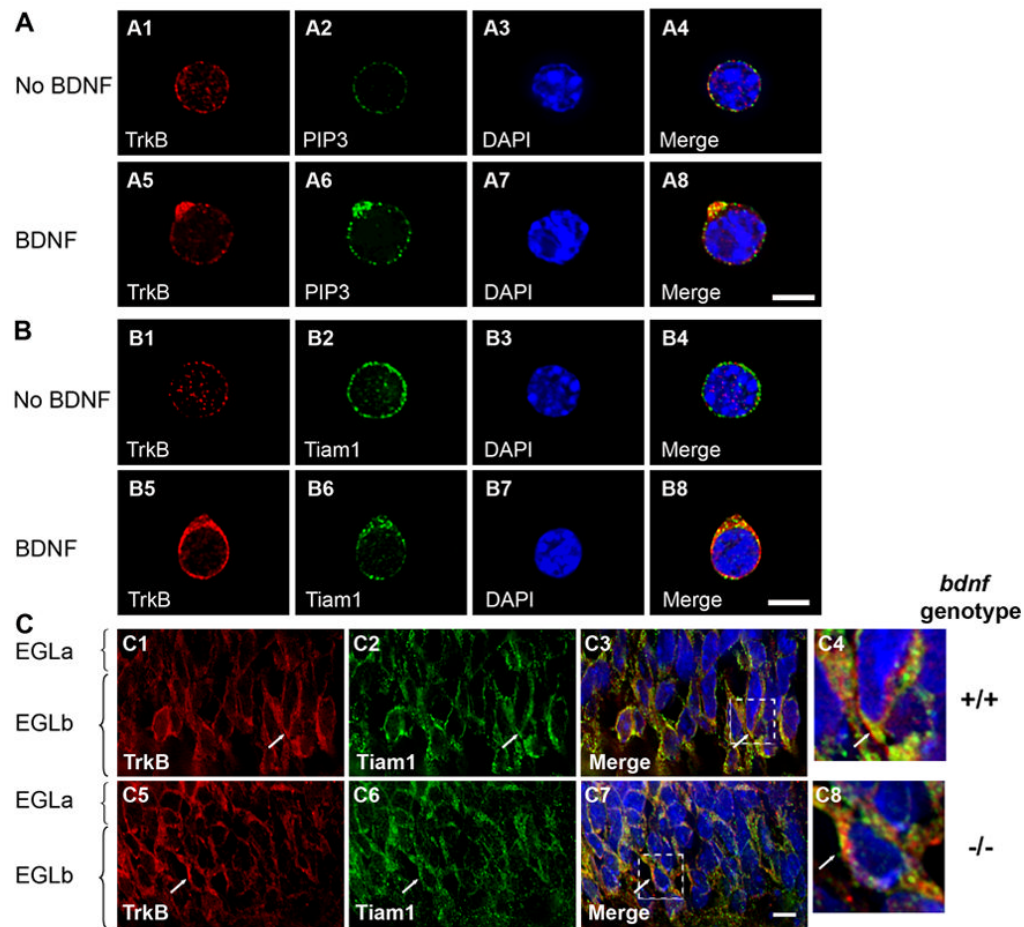 A
No BDNF
A1 A2 A3 A4
TrkB PIP3 DAPI Merge
BDNF
A5 A6 A7 A8
TrkB PIP3 DAPI Merge
B
No BDNF
B1 B2 B3 B4
TrkB Tiam1 DAPI Merge
BDNF
B5 B6 B7 B8
TrkB Tiam1 DAPI Merge
bdnf
genotype
C
EGLa
EGLb
C1 C2 C3 C4
TrkB Tiam1 Merge
+/+
EGLa
EGLb
C5 C6 C7 C8
TrkB Tiam1 Merge
-/-